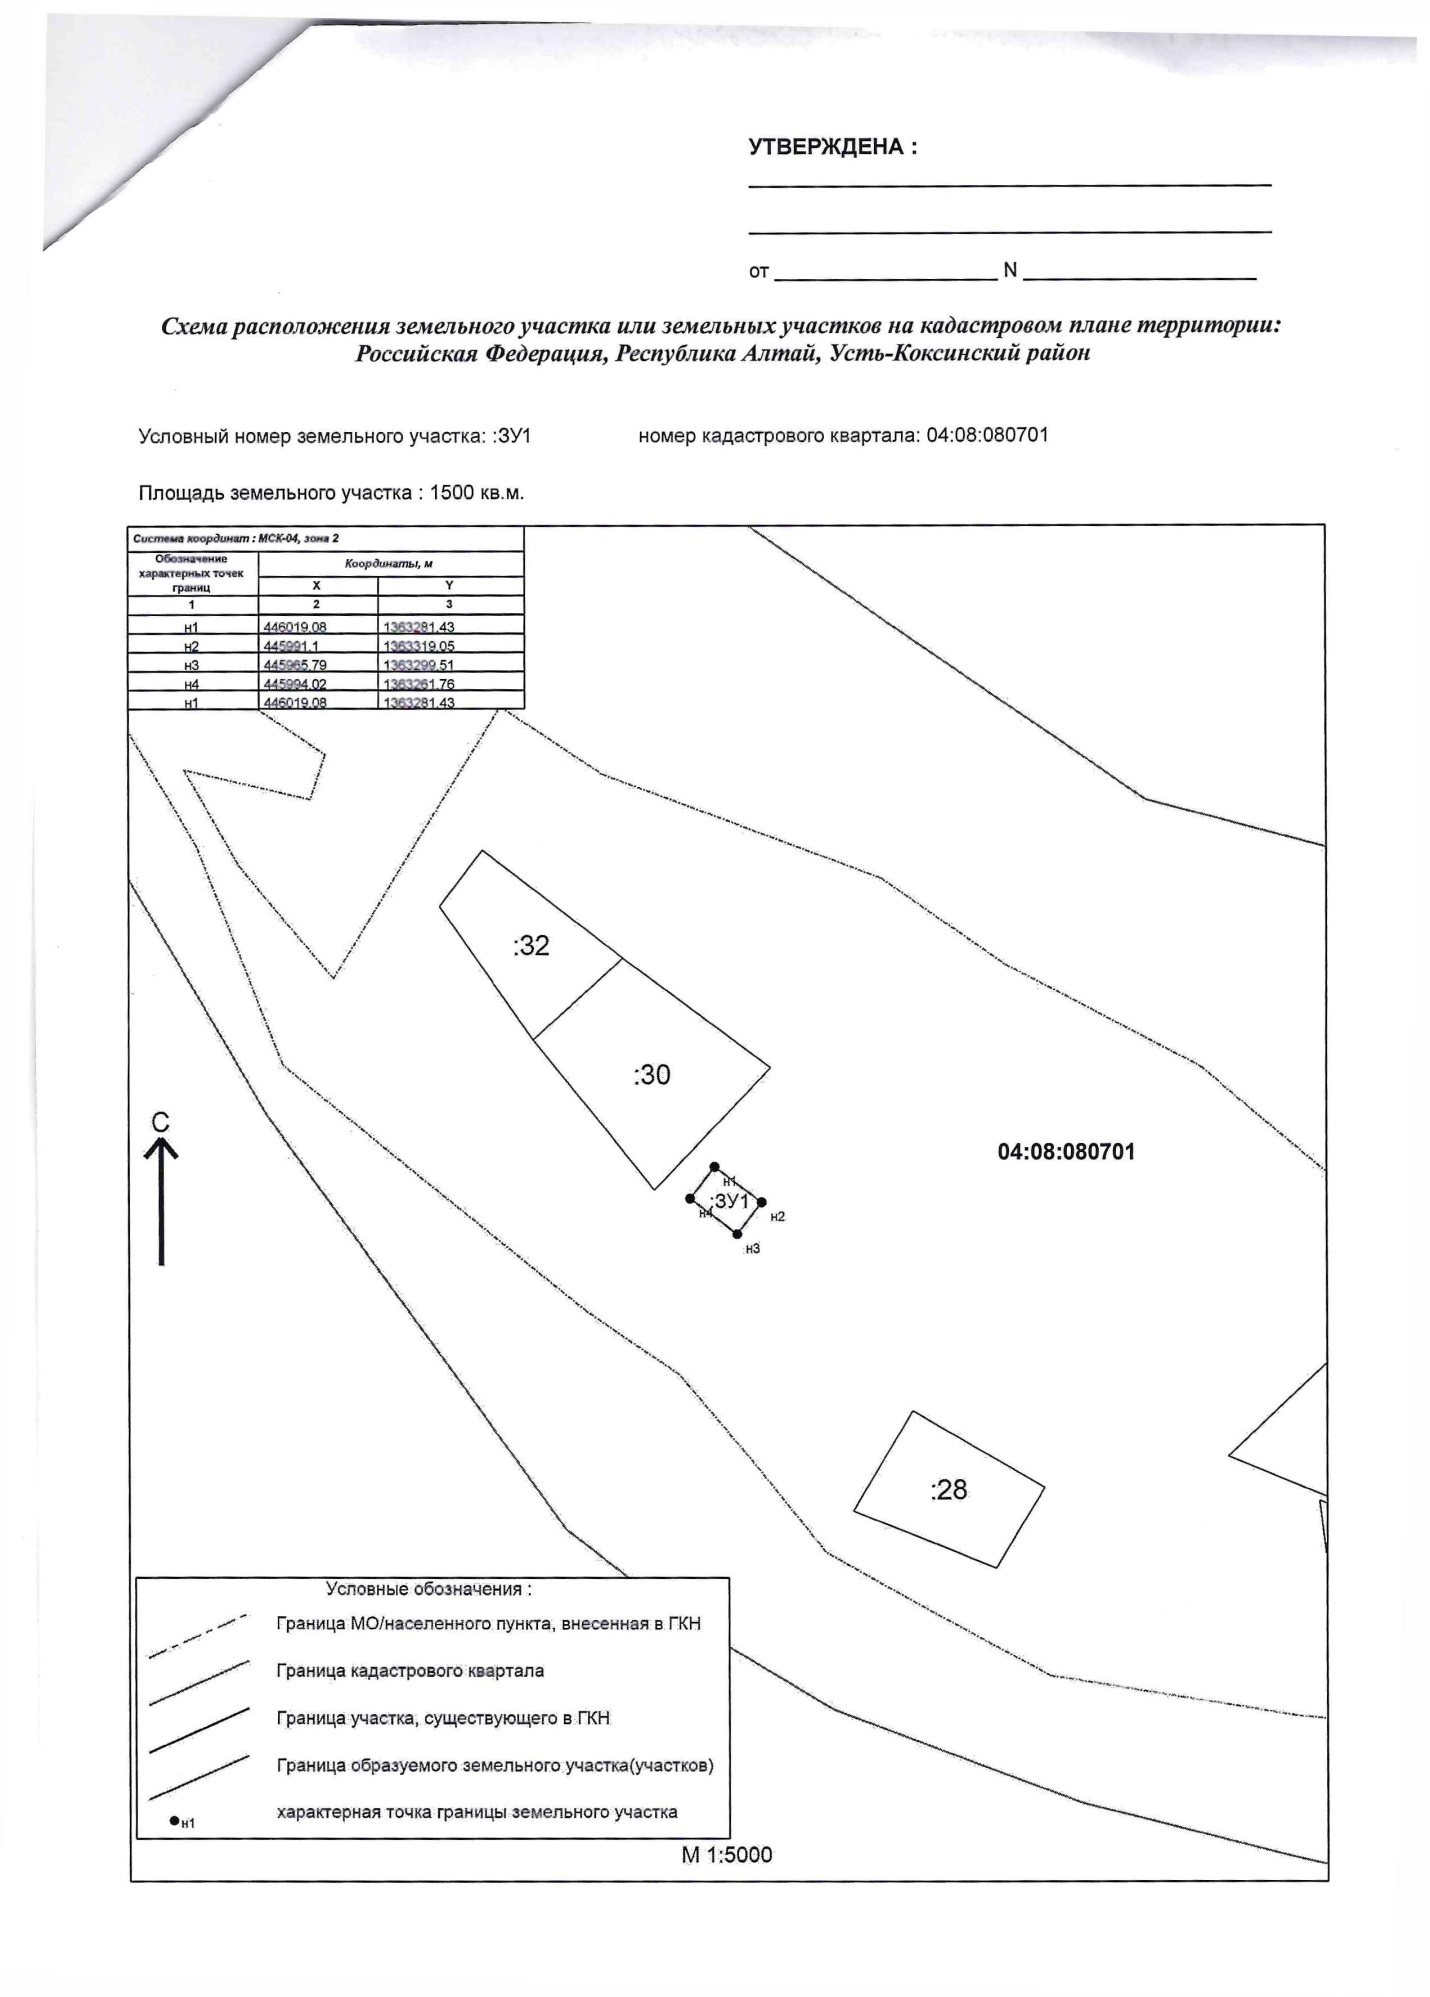 УТВЕРЖДЕНА :
от N
Схема расположения земельного участка или земельных участков на кадастровом плане территории:
Российская Федерация, Республика Алтай, Усть-Коксинский район
Условный номер земельного участка: :ЗУ1 номер кадастрового квартала: 04:08:080701
Площадь земельного участка : 1500 кв.м.
Система координат : МСК-04, зона 2
Обозначение характерных точек границ Координаты, м
X Y
1 2 3
н1 446019.08 1363281.43
н2 445991.1 1363319.05
н3 445965.79 1363299.51
н4 445994.02 1363261.76
н1 446019.08 1363281.43
:32
:30
С
04:08:080701
н1
:ЗУ1
н4
н2
н3
:28
Условные обозначения :
Граница МО/населенного пункта, внесенная в ГКН
Граница кадастрового квартала
Граница участка, существующего в ГКН
Граница образуемого земельного участка(участков)
н1 характерная точка границы земельного участка
М 1:5000